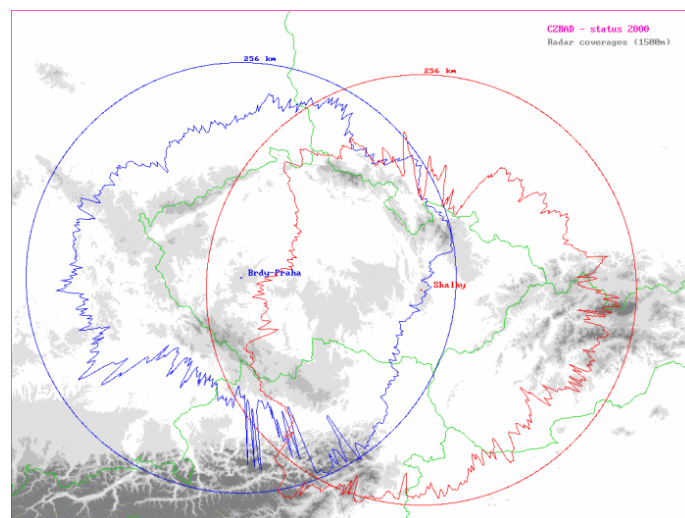 CZRAD - status 2000
Radar coverages (1500m)
256 km
256 km
Brdy-Praha
Skalky